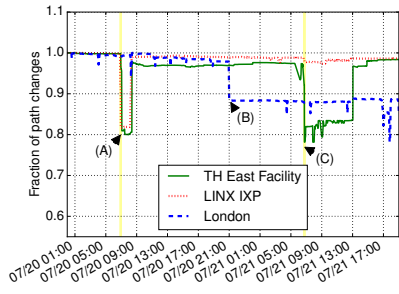 Fraction of path changes
1.1
1.0
0.9
0.8
0.7
0.6
(A)
(B)
(C)
TH East Facility
LINX IXP
London
07/20 01:00
07/20 05:00
07/20 09:00
07/20 13:00
07/20 17:00
07/20 21:00
07/21 01:00
07/21 05:00
07/21 09:00
07/21 13:00
07/21 17:00